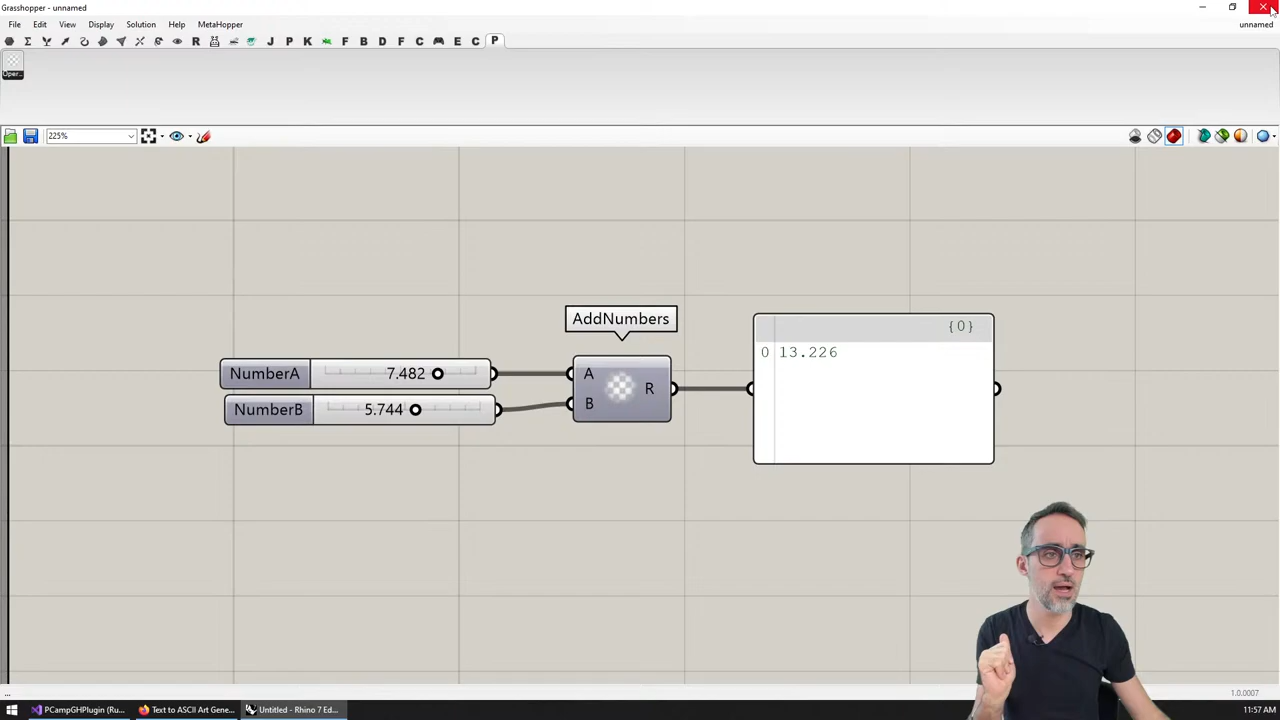 Grasshopper - unnamed
File Edit View Display Solution Help MetaHopper
unnamed
R J P K F B D F C E C P
Oper...
225%
AddNumbers
{0}
NumberA 7.482
A
R
0 13.226
NumberB 5.744
B
...
1.0.0007
PCampGHPlugin (Ru...
Text to ASCII Art Gene...
Untitled - Rhino 7 Ed...
11:57 AM